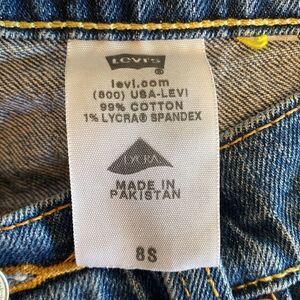 LEVI'S
®
levi.com
(800) USA-LEVI
99% COTTON
1% LYCRA® SPANDEX
LYCRA
MADE IN
PAKISTAN
8S